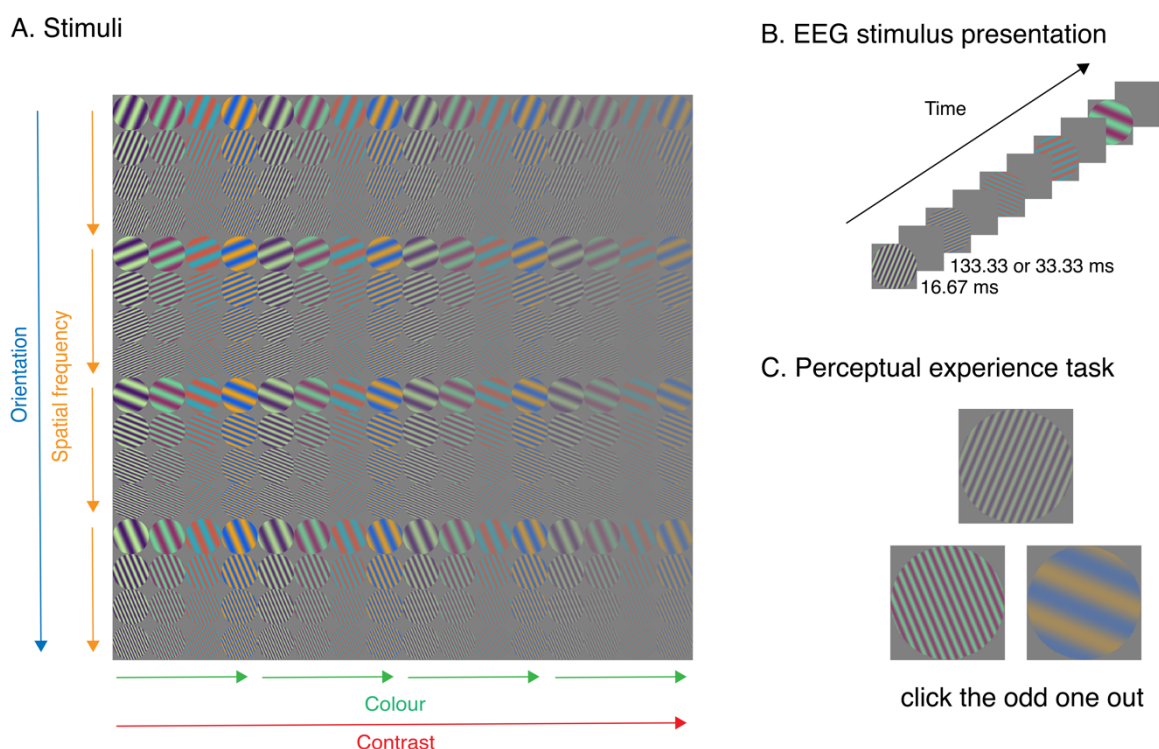 A. Stimuli
Orientation
Spatial frequency
Colour
Contrast
B. EEG stimulus presentation
Time
133.33 or 33.33 ms
16.67 ms
C. Perceptual experience task
click the odd one out